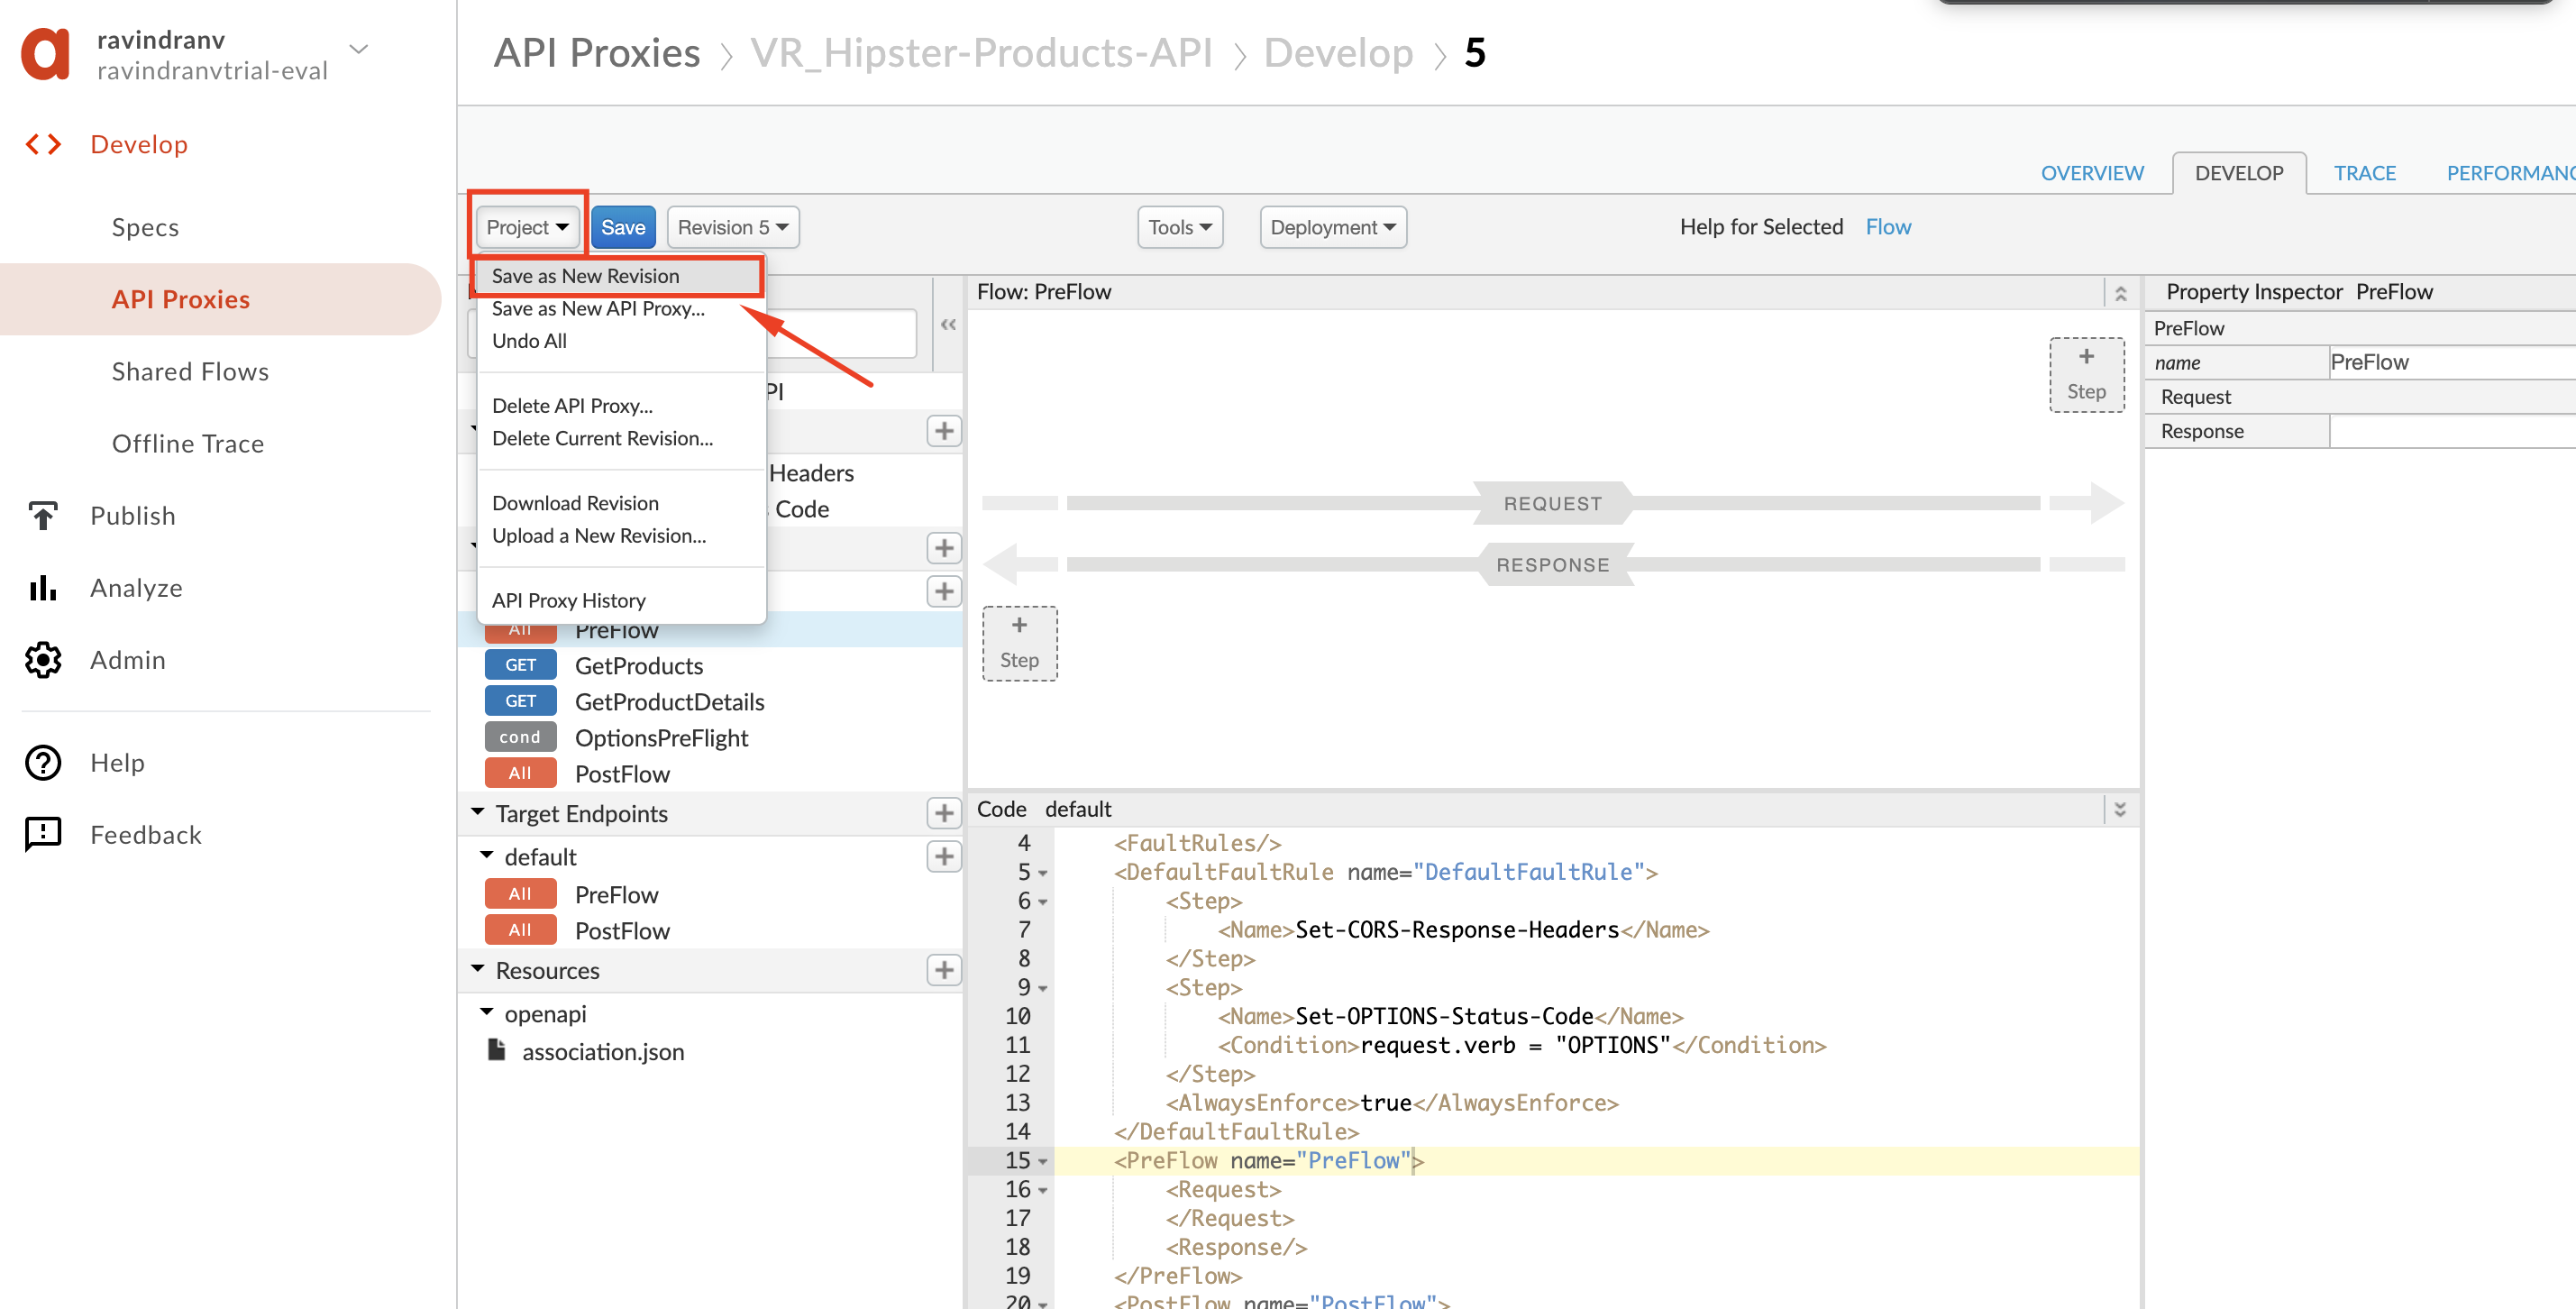 ravindranv
ravindranvtrial-eval
Develop
Specs
API Proxies
Shared Flows
Offline Trace
Publish
Analyze
Admin
Help
Feedback
API Proxies > VR_Hipster-Products-API > Develop > 5
OVERVIEW DEVELOP TRACE PERFORMANC
Project Save Revision 5 Tools Deployment Help for Selected Flow
Save as New Revision
Save as New API Proxy...
Undo All
Delete API Proxy...
Delete Current Revision...
Download Revision
Upload a New Revision...
API Proxy History
PI
Headers
Code
All PreFlow
GET GetProducts
GET GetProductDetails
cond OptionsPreFlight
All PostFlow
Target Endpoints
default
All PreFlow
All PostFlow
Resources
openapi
association.json
Flow: PreFlow
+
Step
REQUEST
RESPONSE
+
Step
Code default
4 <FaultRules/>
5 <DefaultFaultRule name="DefaultFaultRule">
6 <Step>
7 <Name>Set-CORS-Response-Headers</Name>
8 </Step>
9 <Step>
10 <Name>Set-OPTIONS-Status-Code</Name>
11 <Condition>request.verb = "OPTIONS"</Condition>
12 </Step>
13 <AlwaysEnforce>true</AlwaysEnforce>
14 </DefaultFaultRule>
15 <PreFlow name="PreFlow">
16 <Request>
17 </Request>
18 <Response/>
19 </PreFlow>
20 <PostFlow name="PostFlow">
Property Inspector PreFlow
PreFlow
name PreFlow
Request
Response